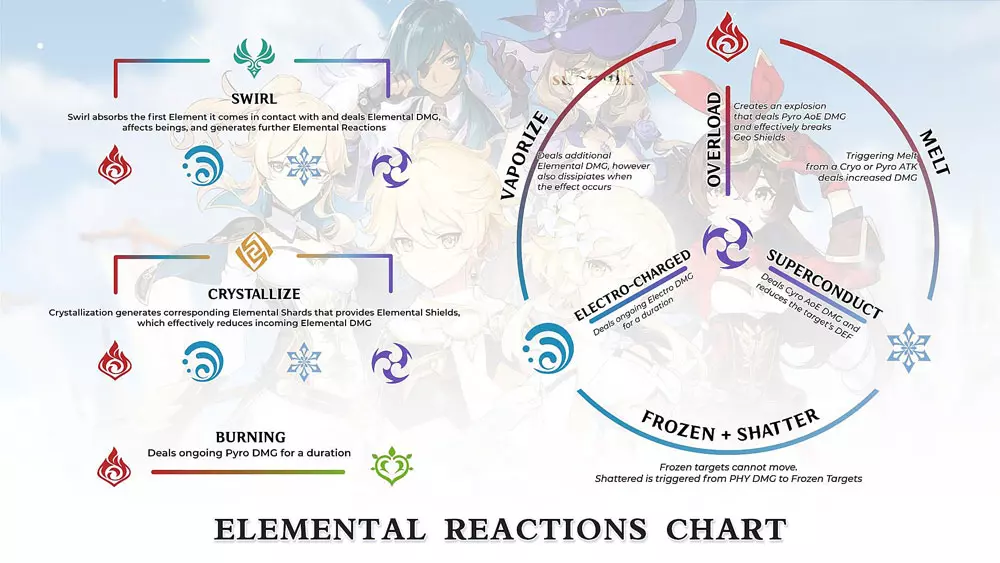 SWIRL
Swirl absorbs the first Element it comes in contact with and deals Elemental DMG,
affects beings, and generates further Elemental Reactions
CRYSTALLIZE
Crystallization generates corresponding Elemental Shards that provides Elemental Shields,
which effectively reduces incoming Elemental DMG
BURNING
Deals ongoing Pyro DMG for a duration
VAPORIZE
Deals additional
Elemental DMG, however
also dissipiates when
the effect occurs
OVERLOAD
Creates an explosion
that deals Pyro AoE DMG
and effectively breaks
Geo Shields
MELT
Triggering Melt
from a Cryo or Pyro ATK
deals increased DMG
ELECTRO-CHARGED
Deals ongoing Electro DMG
for a duration
SUPERCONDUCT
Deals Cyro AoE DMG and
reduces the target's DEF
FROZEN + SHATTER
Frozen targets cannot move.
Shattered is triggered from PHY DMG to Frozen Targets
ELEMENTAL REACTIONS CHART